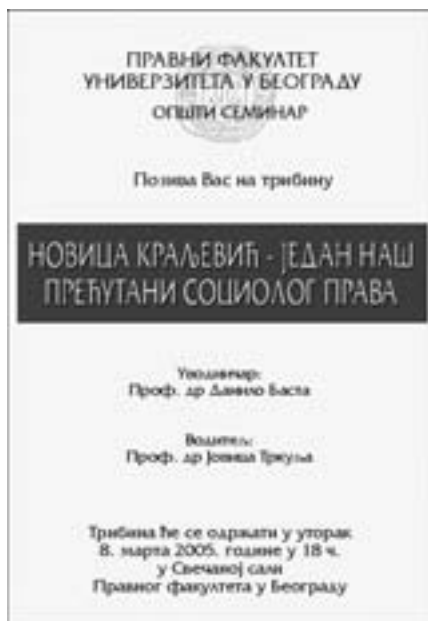 ПРАВНИ ФАКУЛТЕТ
УНИВЕРЗИТЕТА У БЕОГРАДУ
ОПШТИ СЕМИНАР
Позива Вас на трибину
НОВИЦА КРАЉЕВИЋ - ЈЕДАН НАШ
ПРЕЋУТАНИ СОЦИОЛОГ ПРАВА
Уводничар:
Проф. др Данило Баста
Водитељ:
Проф. др Јовица Тркуља
Трибина ће се одржати у уторак
8. марта 2005. године у 18 ч.
у Свечаној сали
Правног факултета у Београду